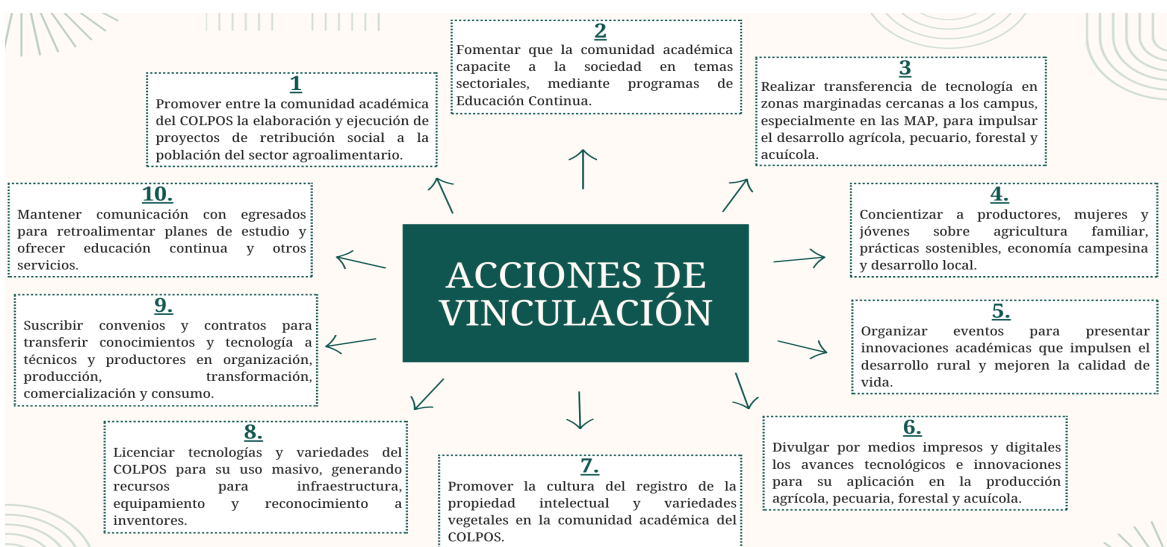 ACCIONES DE
VINCULACIÓN
1
Promover entre la comunidad académica
del COLPOS la elaboración y ejecución de
proyectos de retribución social a la
población del sector agroalimentario.
2
Fomentar que la comunidad académica
capacite a la sociedad en temas
sectoriales, mediante programas de
Educación Continua.
3
Realizar transferencia de tecnología en
zonas marginadas cercanas a los campus,
especialmente en las MAP, para impulsar
el desarrollo agrícola, pecuario, forestal y
acuícola.
4.
Concientizar a productores, mujeres y
jóvenes sobre agricultura familiar,
prácticas sostenibles, economía campesina
y desarrollo local.
5.
Organizar eventos para presentar
innovaciones académicas que impulsen el
desarrollo rural y mejoren la calidad de
vida.
6.
Divulgar por medios impresos y digitales
los avances tecnológicos e innovaciones
para su aplicación en la producción
agrícola, pecuaria, forestal y acuícola.
7.
Promover la cultura del registro de la
propiedad intelectual y variedades
vegetales en la comunidad académica del
COLPOS.
8.
Licenciar tecnologías y variedades del
COLPOS para su uso masivo, generando
recursos para infraestructura,
equipamiento y reconocimiento a
inventores.
9.
Suscribir convenios y contratos para
transferir conocimientos y tecnología a
técnicos y productores en organización,
producción, transformación,
comercialización y consumo.
10.
Mantener comunicación con egresados
para retroalimentar planes de estudio y
ofrecer educación continua y otros
servicios.